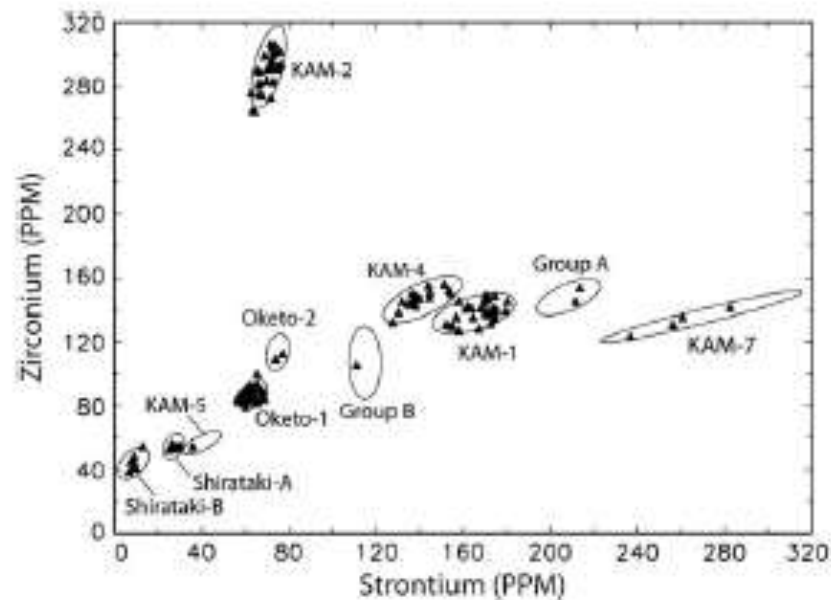 320
280
240
200
160
120
80
40
0
Zirconium (PPM)
KAM-2
KAM-4
Group A
KAM-1
KAM-7
Oketo-2
Group B
KAM-5
Oketo-1
Shirataki-A
Shirataki-B
0 40 80 120 160 200 240 280 320
Strontium (PPM)